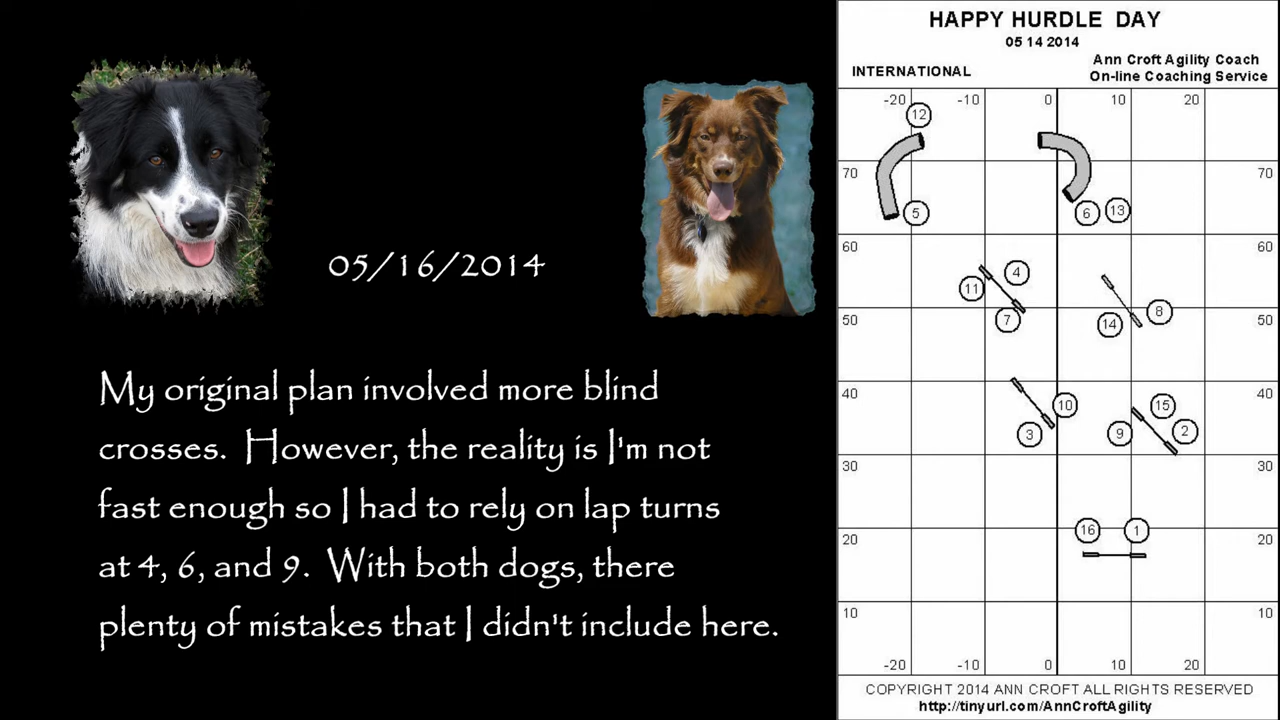 05/16/2014
My original plan involved more blind
crosses. However, the reality is I'm not
fast enough so I had to rely on lap turns
at 4, 6, and 9. With both dogs, there
plenty of mistakes that I didn't include here.
HAPPY HURDLE DAY
05 14 2014
Ann Croft Agility Coach
INTERNATIONAL
On-line Coaching Service
-20 -10 0 10 20
12
70 70
5 6 13
60 60
4
11
7 14 8
50 50
40 40
10 15
3 9 2
30 30
16 1
20 20
10 10
-20 -10 0 10 20
COPYRIGHT 2014 ANN CROFT ALL RIGHTS RESERVED
http://tinyurl.com/AnnCroftAgility